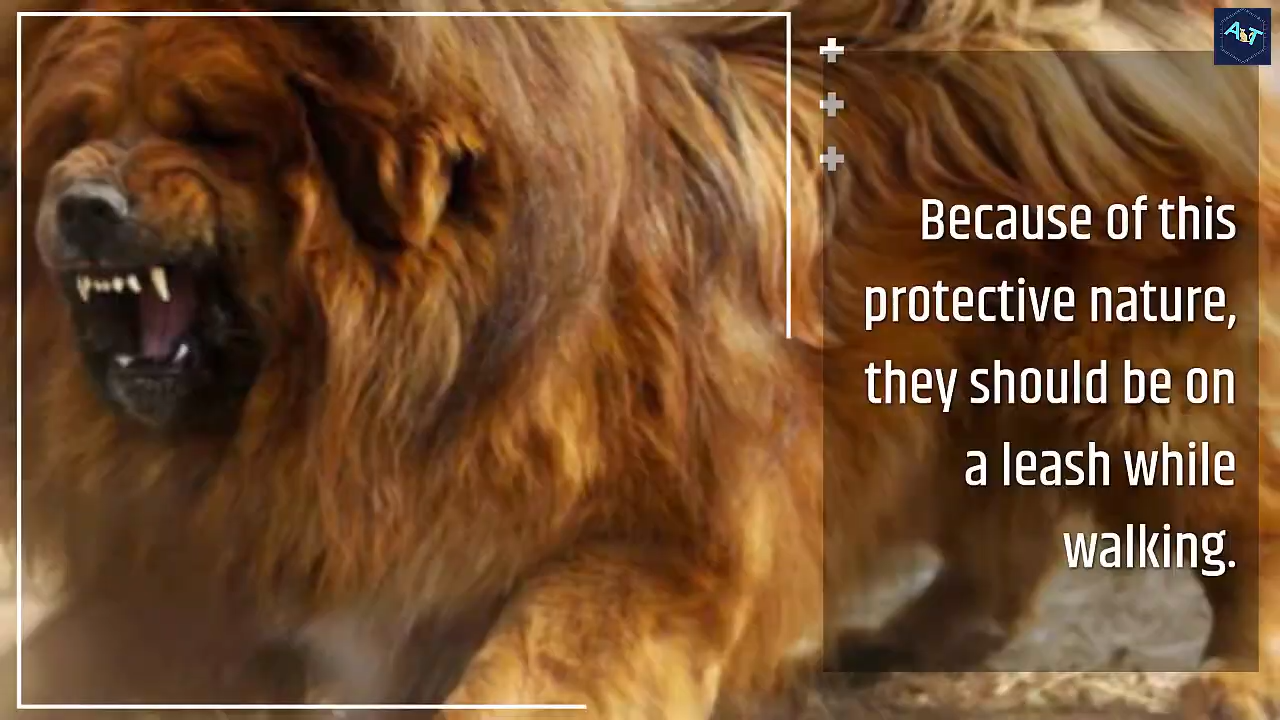 A&T
Because of this
protective nature,
they should be on
a leash while
walking.